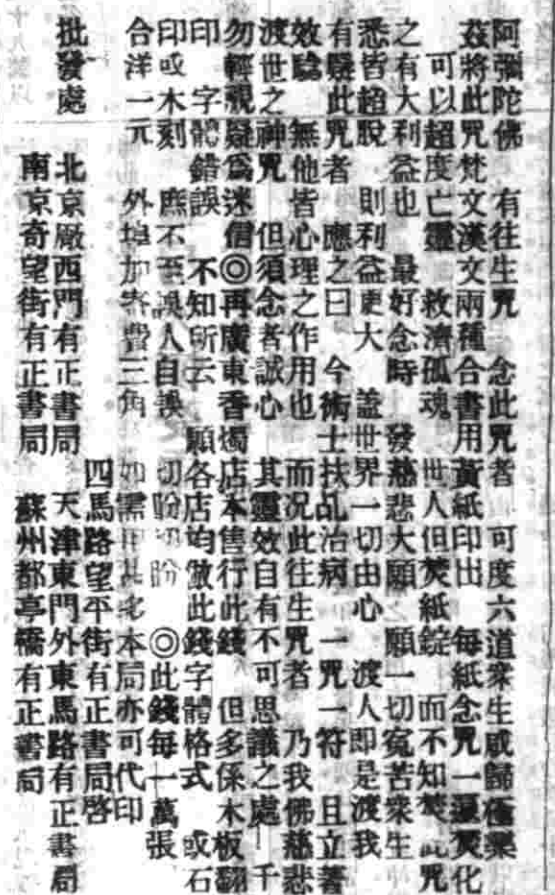 阿彌陀佛　有往生咒　念此咒者　可度六道衆生咸歸極樂
茲將此咒梵文漢文兩種合書用黃紙印出　每紙念咒一遍焚化
可以超度亡靈　救濟孤魂　世人但焚紙錠　而不知焚此咒
之有大利益也　最好念時　發慈悲大願　願一切寃苦衆生
悉皆超脫　則利益更大　蓋世界一切由心　渡人即是渡我
有疑此咒者　應之曰　今術士扶乩治病　一咒一符　且立著
效驗　無他皆心理之作用也　而况此往生咒者　乃我佛慈悲
渡世之神咒　但須念者誠心　其靈效自有不可思議之處　千
勿輕視疑爲迷信◎再廣東香燭店本售行此錢　但多係木板翻
印　字體錯誤　不知所云　願各店均倣此錢字體格式　或石
印或木刻　庶不至誤人自誤　切盼切盼　◎此錢每一萬張
合洋一元　外埠加寄費三角　如需用甚多本局亦可代印
四馬路望平街有正書局啓
批發處　北京廠西門有正書局　天津東門外東馬路有正書局
南京奇望街有正書局　蘇州都亭橋有正書局